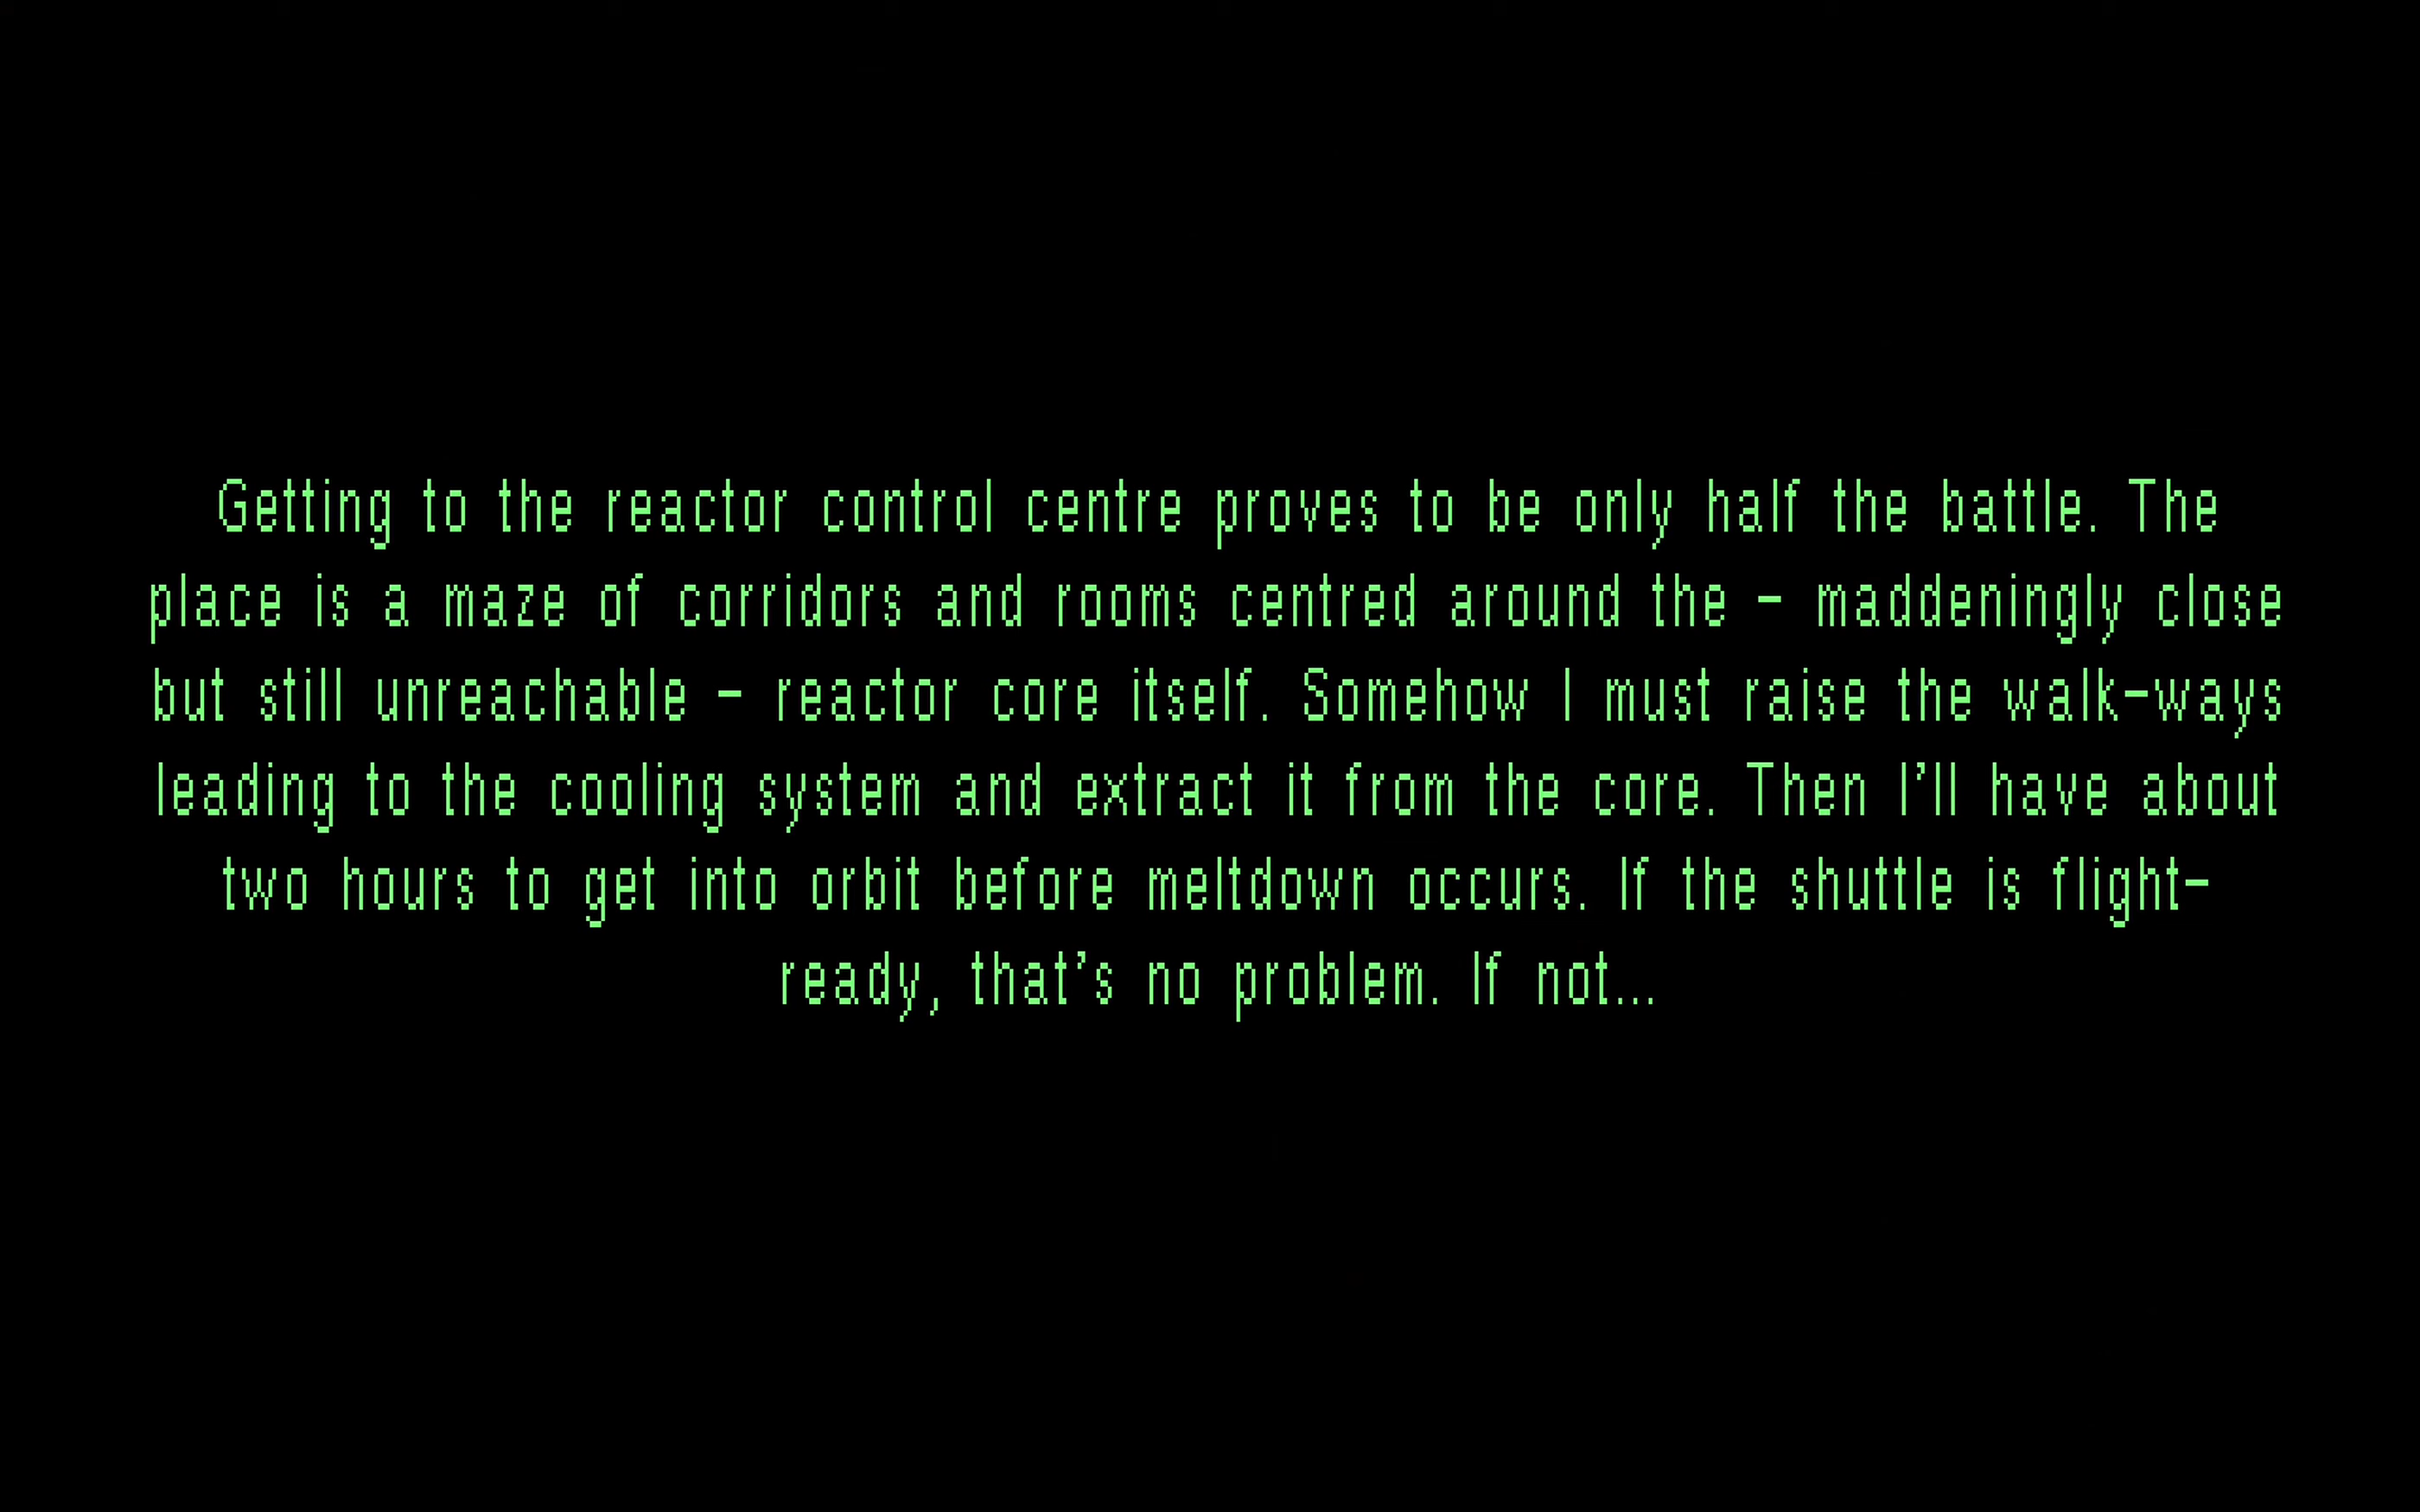 Getting to the reactor control centre proves to be only half the battle. The
place is a maze of corridors and rooms centred around the - maddeningly close
but still unreachable - reactor core itself. Somehow I must raise the walk-ways
leading to the cooling system and extract it from the core. Then I'll have about
two hours to get into orbit before meltdown occurs. If the shuttle is flight-
ready, that's no problem. If not...